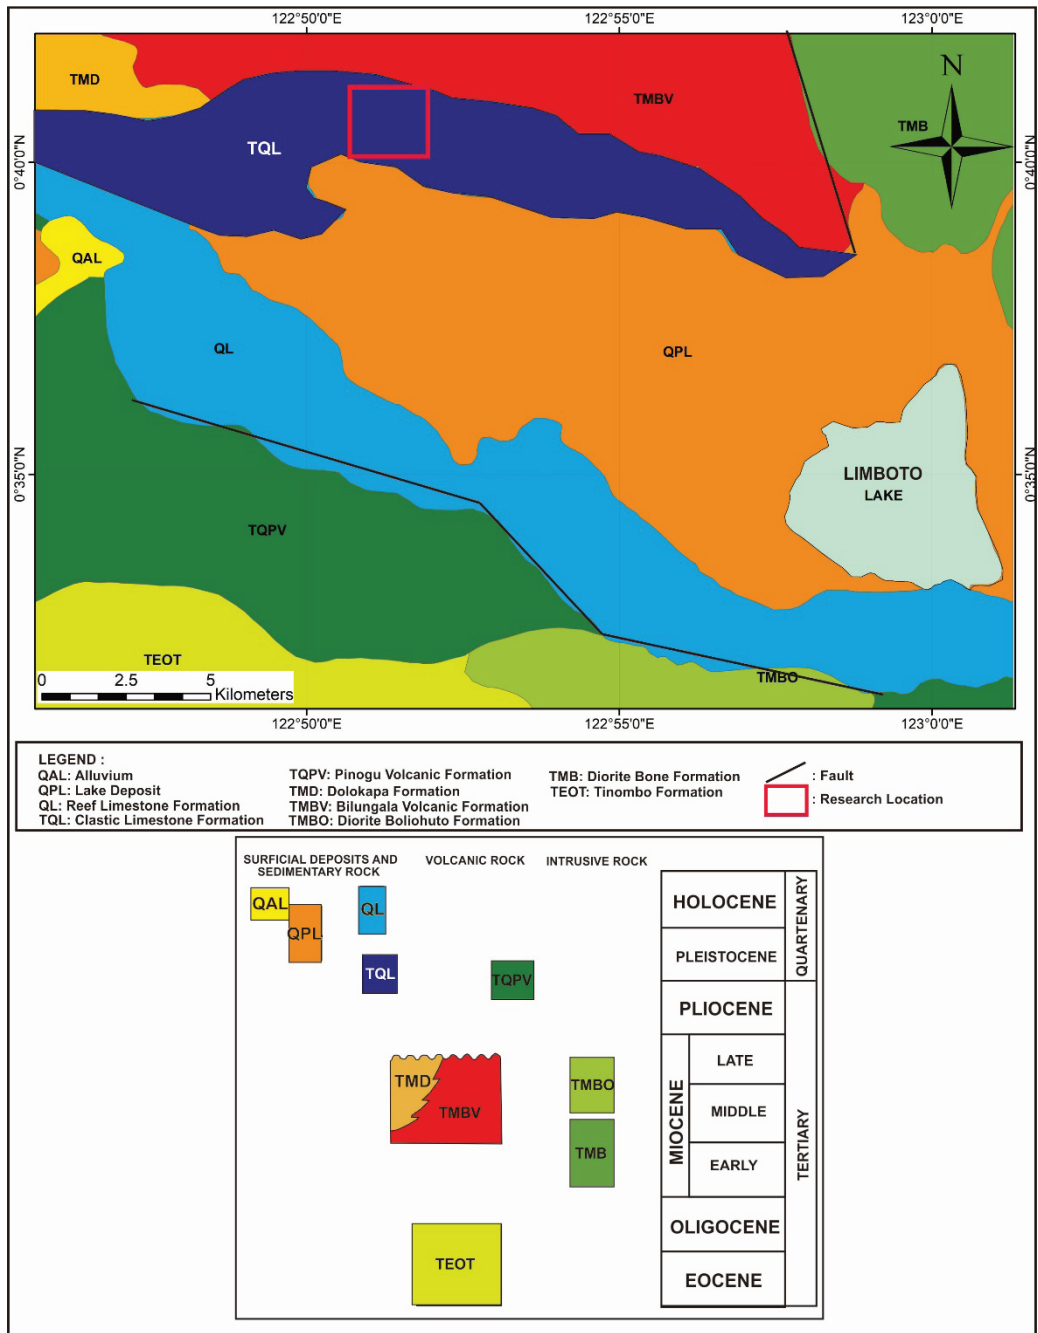 122°50'0"E 122°55'0"E 123°0'0"E
TMD
TMBV
N
TMB
TQL
0°40'0"N 0°40'0"N
QAL
QL
QPL
0°35'0"N 0°35'0"N
LIMBOTO
LAKE
TQPV
TEOT
TMBO
0 2.5 5
Kilometers
122°50'0"E 122°55'0"E 123°0'0"E
LEGEND :
QAL: Alluvium
QPL: Lake Deposit
QL: Reef Limestone Formation
TQL: Clastic Limestone Formation
TQPV: Pinogu Volcanic Formation
TMD: Dolokapa Formation
TMBV: Bilungala Volcanic Formation
TMBO: Diorite Boliohuto Formation
TMB: Diorite Bone Formation
TEOT: Tinombo Formation
: Fault
: Research Location
SURFICIAL DEPOSITS AND
SEDIMENTARY ROCK
VOLCANIC ROCK
INTRUSIVE ROCK
QAL
QPL
QL
TQL
TQPV
TMD
TMBV
TMBO
TMB
TEOT
HOLOCENE
PLEISTOCENE
QUARTENARY
PLIOCENE
MIOCENE
LATE
MIDDLE
EARLY
OLIGOCENE
EOCENE
TERTIARY